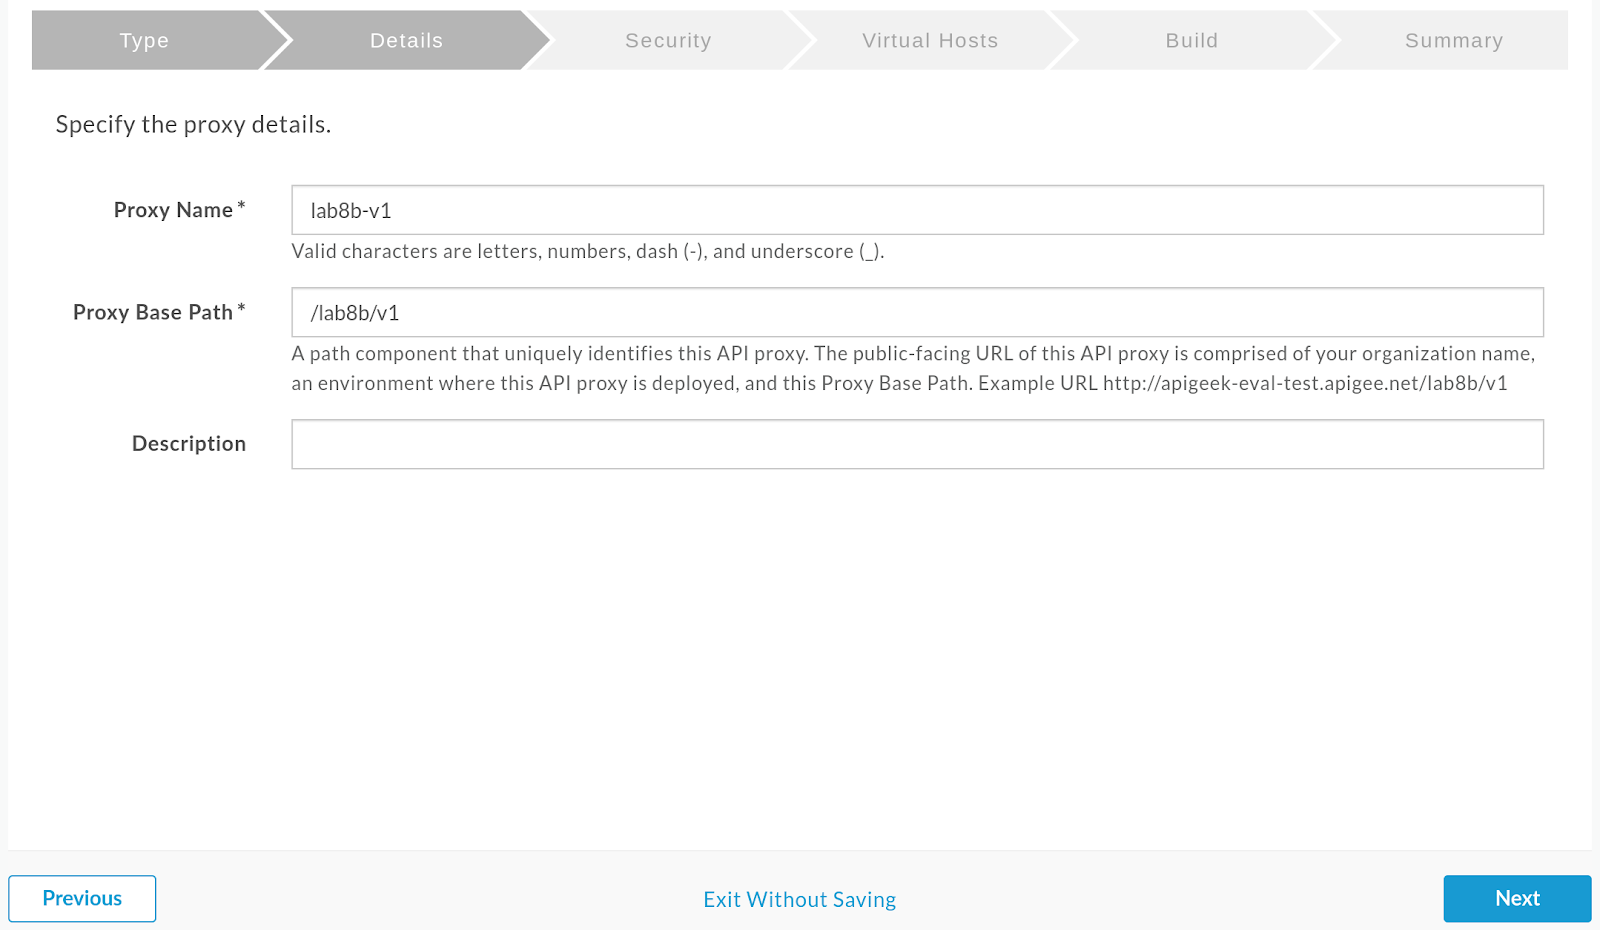 Type
Details
Security
Virtual Hosts
Build
Summary
Specify the proxy details.
Proxy Name*
lab8b-v1
Valid characters are letters, numbers, dash (-), and underscore (_).
Proxy Base Path*
/lab8b/v1
A path component that uniquely identifies this API proxy. The public-facing URL of this API proxy is comprised of your organization name,
an environment where this API proxy is deployed, and this Proxy Base Path. Example URL http://apigeek-eval-test.apigee.net/lab8b/v1
Description
Previous
Exit Without Saving
Next